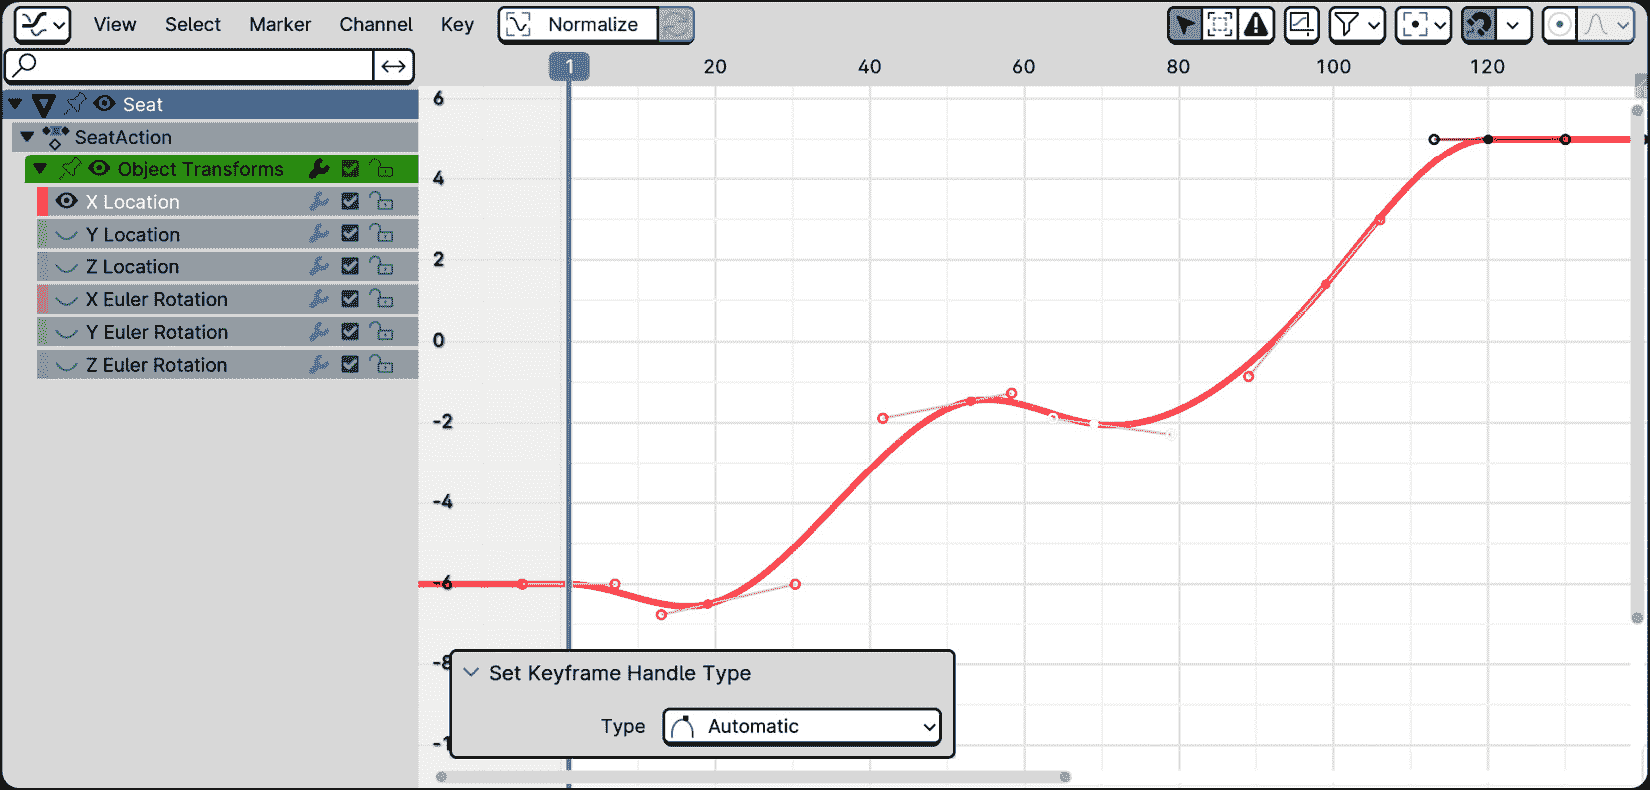 View Select Marker Channel Key Normalize
1 20 40 60 80 100 120
Seat
SeatAction
Object Transforms
X Location
Y Location
Z Location
X Euler Rotation
Y Euler Rotation
Z Euler Rotation
6
4
2
0
-2
-4
-6
-8
-1
Set Keyframe Handle Type
Type Automatic